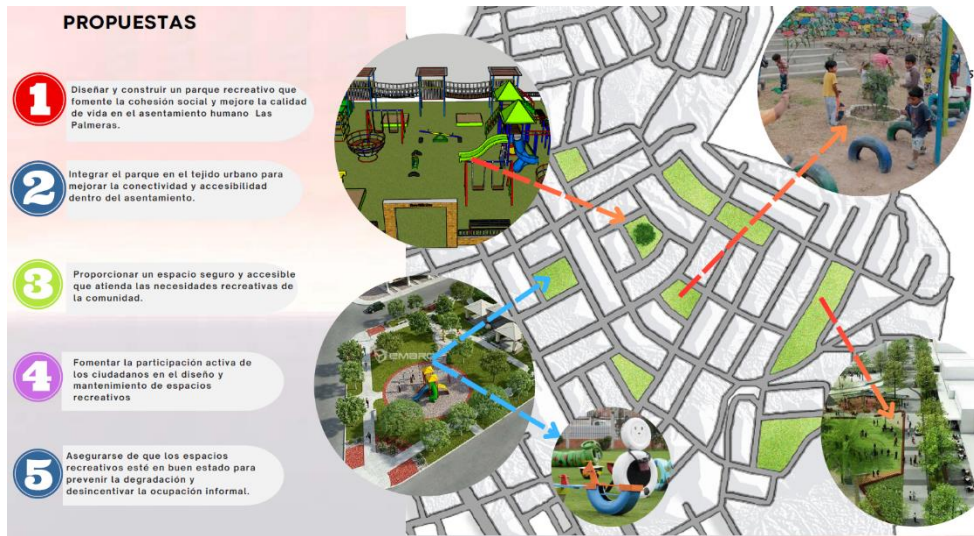 PROPUESTAS
1
Diseñar y construir un parque recreativo que
fomente la cohesión social y mejore la calidad
de vida en el asentamiento humano Las
Palmeras.
2
Integrar el parque en el tejido urbano para
mejorar la conectividad y accesibilidad
dentro del asentamiento.
3
Proporcionar un espacio seguro y accesible
que atienda las necesidades recreativas de
la comunidad.
4
Fomentar la participación activa de
los ciudadanos en el diseño y
mantenimiento de espacios
recreativos
5
Asegurarse de que los espacios
recreativos esté en buen estado para
prevenir la degradación y
desincentivar la ocupación informal.